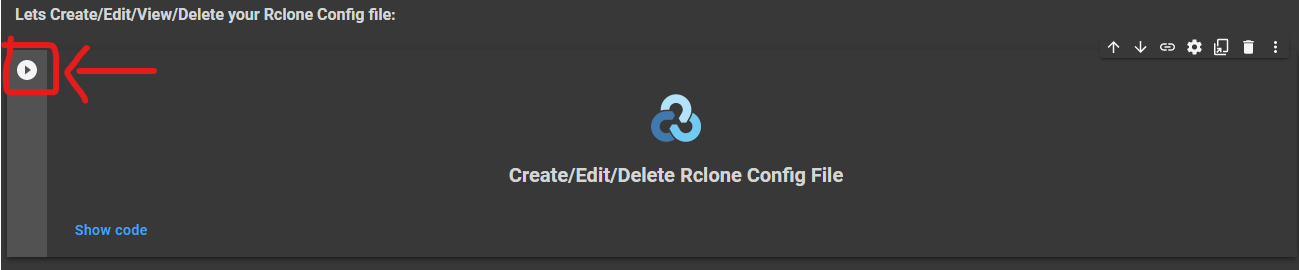 Lets Create/Edit/View/Delete your Rclone Config file:
Create/Edit/Delete Rclone Config File
Show code